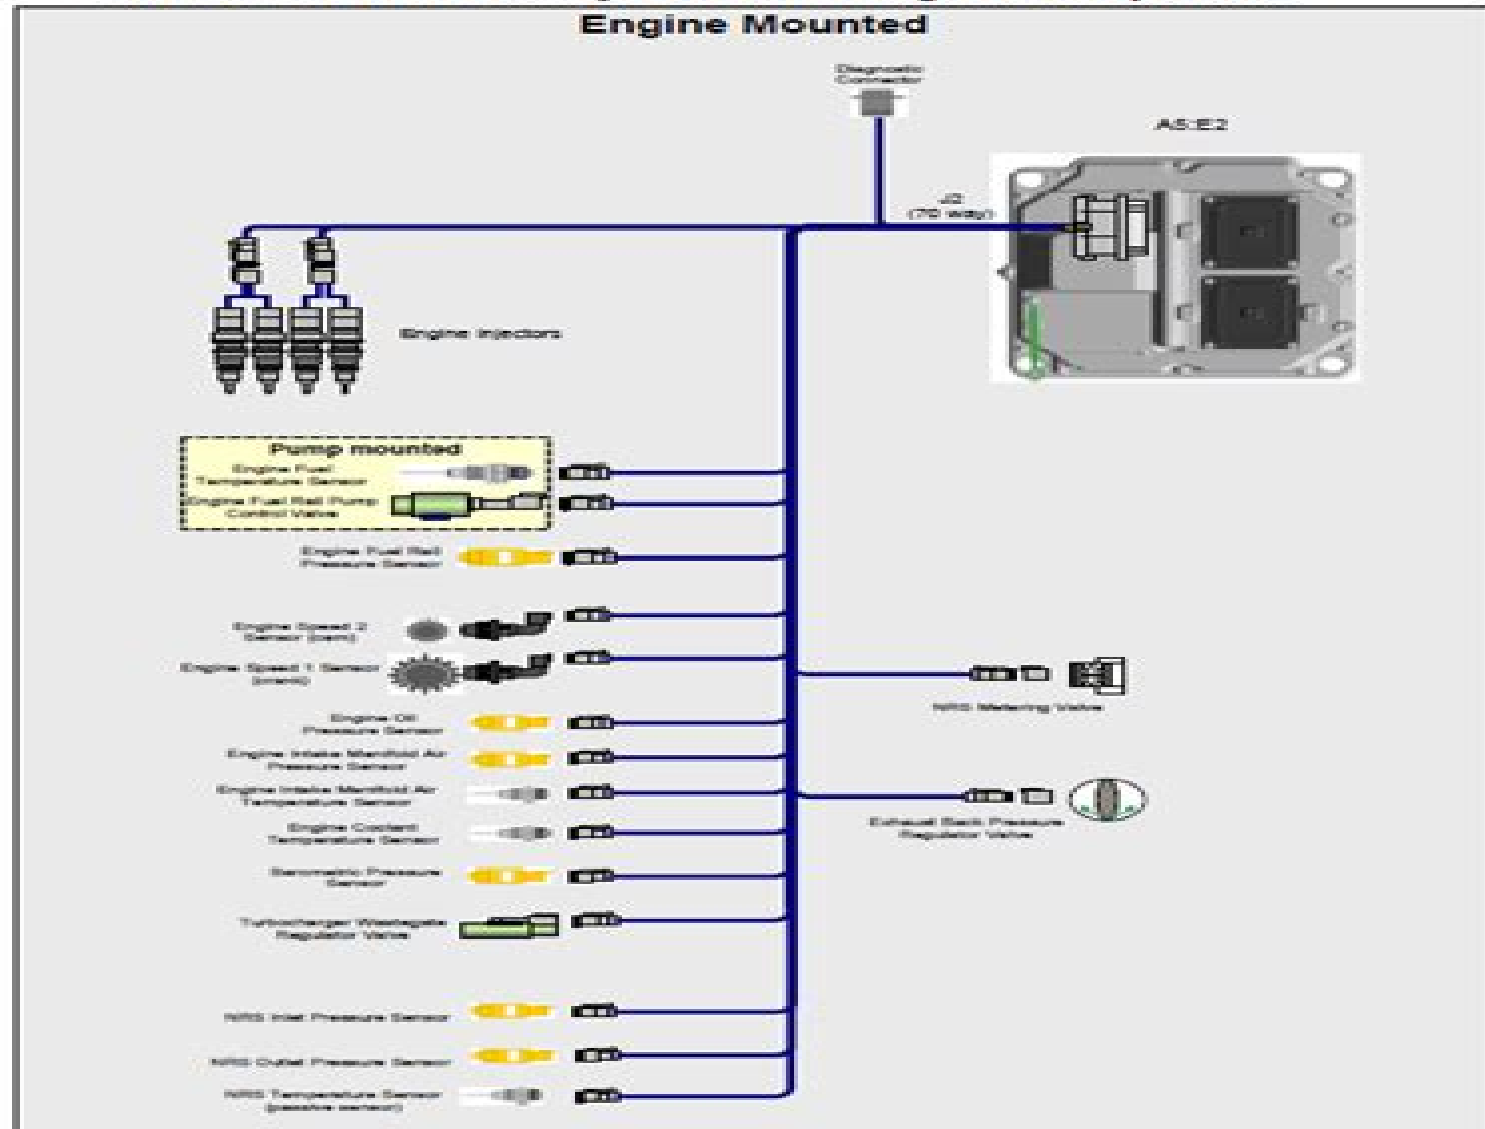 Engine Mounted
Diagnostic
Connector
A5:E2
J2
(70 Way)
Engine Injectors
Pump mounted
Engine Fuel
Temperature Sensor
Engine Fuel Rail Pump
Control Valve
Engine Fuel Rail
Pressure Sensor
Engine Speed 2
Sensor (cam)
Engine Speed 1 Sensor
(crank)
NRS Metering Valve
Engine Oil
Pressure Sensor
Engine Intake Manifold Air
Pressure Sensor
Engine Intake Manifold Air
Temperature Sensor
Exhaust Back Pressure
Regulator Valve
Engine Coolant
Temperature Sensor
Barometric Pressure
Sensor
Turbocharger Wastegate
Regulator Valve
NRS Inlet Pressure Sensor
NRS Outlet Pressure Sensor
NRS Temperature Sensor
(passive sensor)